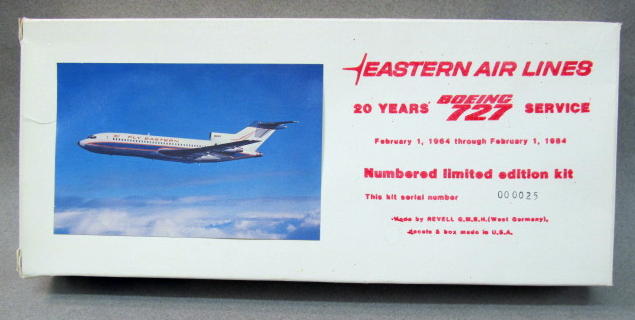 FLY EASTERN
EASTERN AIR LINES
20 YEARS BOEING 727 SERVICE
February 1, 1964 through February 1, 1984
Numbered limited edition kit
This kit serial number 000025
Made by REVELL G.M.B.H.(West Germany),
decals & box made in U.S.A.